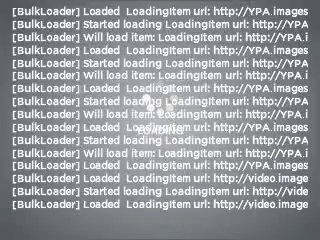 [BulkLoader] Loaded  LoadingItem url: http://YPA.images
[BulkLoader] Started loading LoadingItem url: http://YPA
[BulkLoader] Will load item: LoadingItem url: http://YPA.i
[BulkLoader] Loaded  LoadingItem url: http://YPA.images
[BulkLoader] Started loading LoadingItem url: http://YPA
[BulkLoader] Will load item: LoadingItem url: http://YPA.i
[BulkLoader] Loaded  LoadingItem url: http://YPA.images
[BulkLoader] Started loading LoadingItem url: http://YPA
[BulkLoader] Will load item: LoadingItem url: http://YPA.i
[BulkLoader] Loaded  LoadingItem url: http://YPA.images
LOADING
[BulkLoader] Started loading LoadingItem url: http://YPA
[BulkLoader] Will load item: LoadingItem url: http://YPA.i
[BulkLoader] Loaded  LoadingItem url: http://YPA.images
[BulkLoader] Loaded  LoadingItem url: http://video.image
[BulkLoader] Started loading LoadingItem url: http://vide
[BulkLoader] Loaded  LoadingItem url: http://video.image